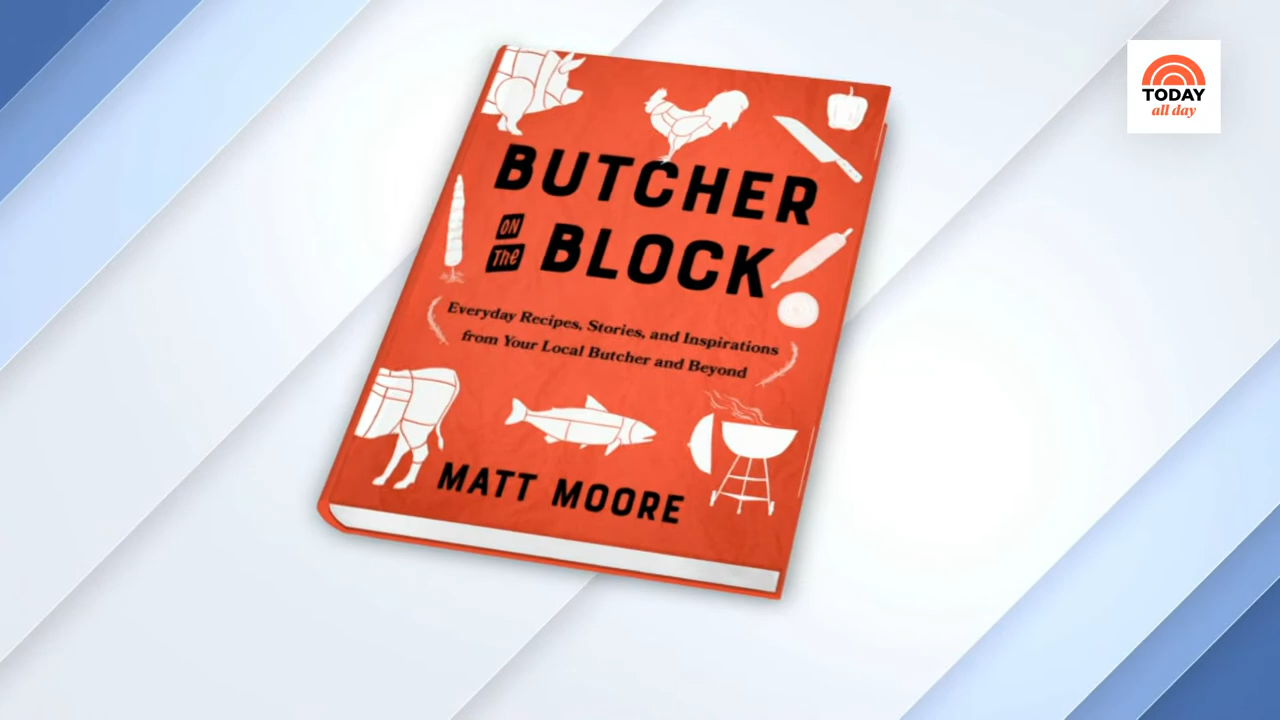 BUTCHER
ON
The
BLOCK
Everyday Recipes, Stories, and Inspirations
from Your Local Butcher and Beyond
MATT MOORE
TODAY
all day